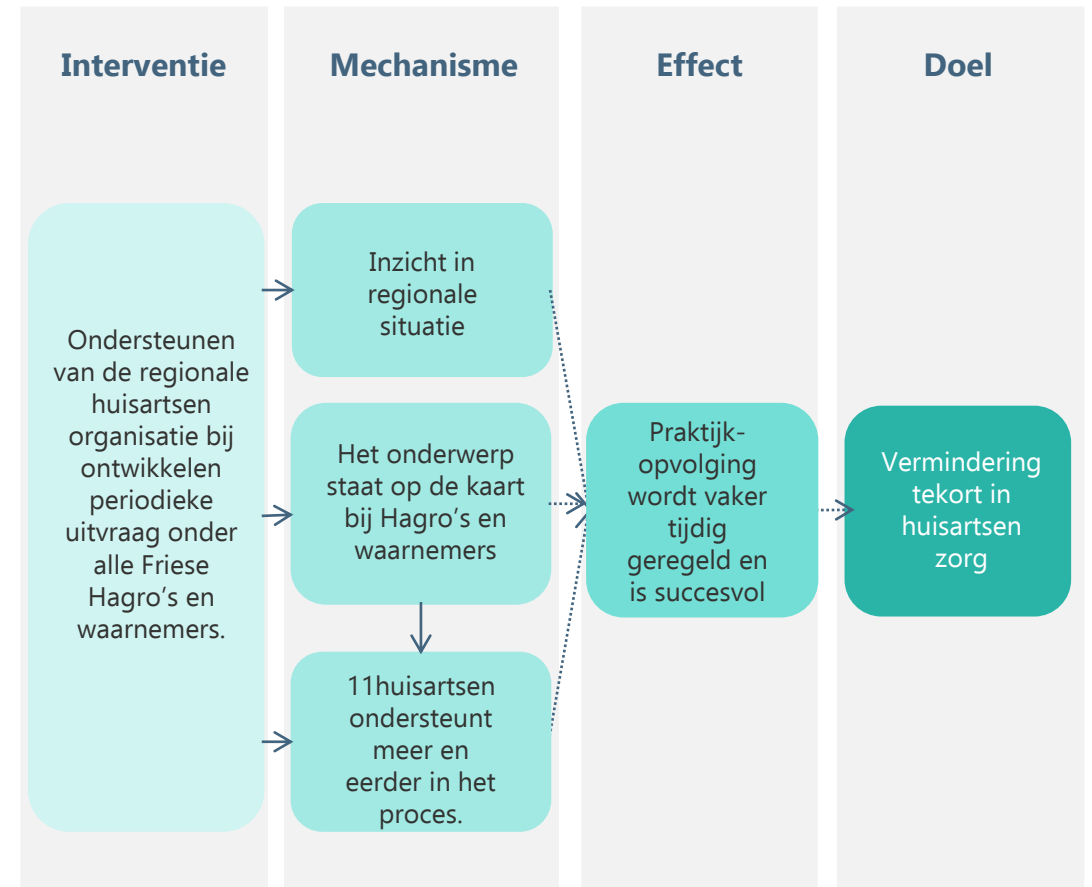 Interventie
Mechanisme
Effect
Doel
Ondersteunen
van de regionale
huisartsen
organisatie bij
ontwikkelen
periodieke
uitvraag onder
alle Friese
Hagro's en
waarnemers.
Inzicht in
regionale
situatie
Het onderwerp
staat op de kaart
bij Hagro's en
waarnemers
11huisartsen
ondersteunt
meer en
eerder in het
proces.
Praktijk-
opvolging
wordt vaker
tijdig
geregeld en
is succesvol
Vermindering
tekort in
huisartsen
zorg